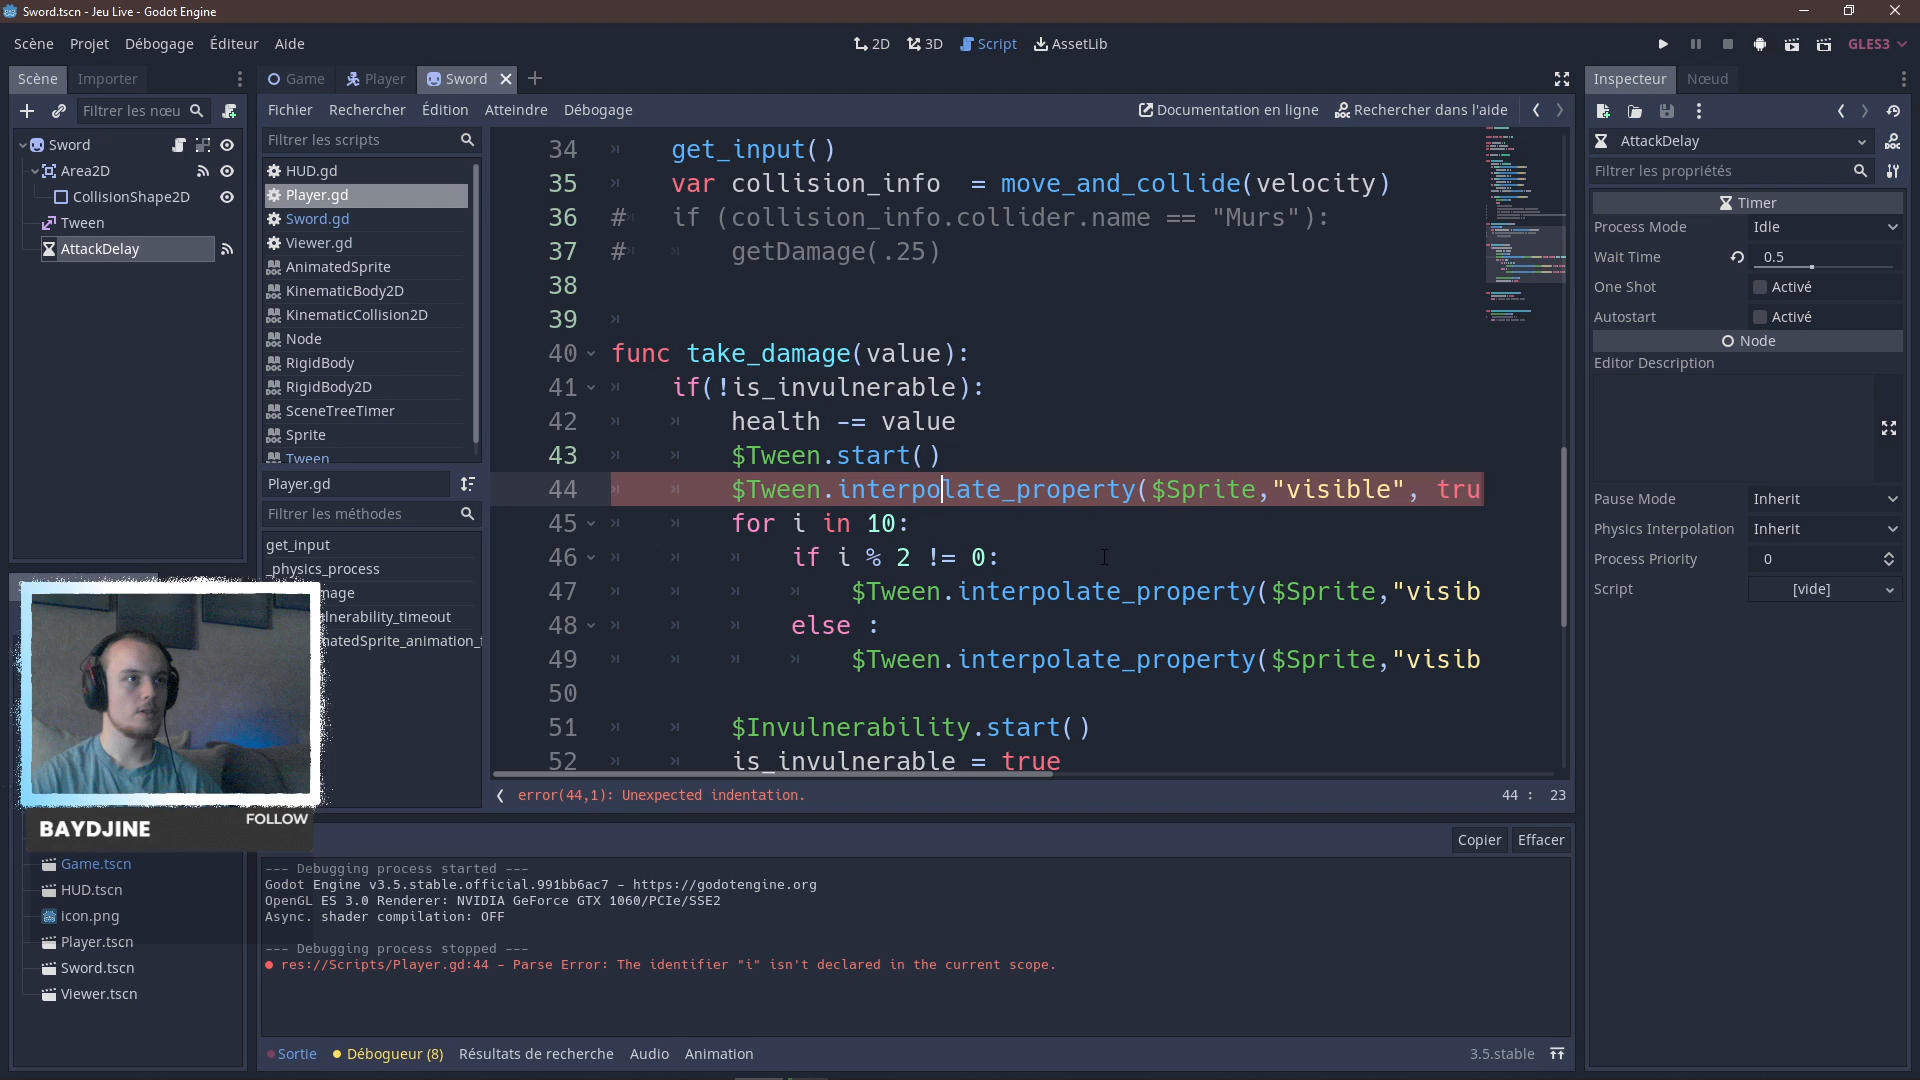 Sword.tscn - Jeu Live - Godot Engine
Scène Projet Débogage Éditeur Aide
2D 3D Script AssetLib
GLES3
Scène Importer
Game Player Sword
Inspecteur Nœud
Filtrer les nœu
Fichier Rechercher Édition Atteindre Débogage
Documentation en ligne Rechercher dans l'aide
Sword
Area2D
CollisionShape2D
Tween
AttackDelay
Filtrer les scripts
HUD.gd
Player.gd
Sword.gd
Viewer.gd
AnimatedSprite
KinematicBody2D
KinematicCollision2D
Node
RigidBody
RigidBody2D
SceneTreeTimer
Sprite
Tween
Player.gd
Filtrer les méthodes
get_input
_physics_process
mage
lnerability_timeout
natedSprite_animation_f
34 get_input()
35 var collision_info  = move_and_collide(velocity)
36 # if (collision_info.collider.name == "Murs"):
37 # getDamage(.25)
38
39
40 func take_damage(value):
41 if(!is_invulnerable):
42 health -= value
43 $Tween.start()
44 $Tween.interpolate_property($Sprite,"visible", tru
45 for i in 10:
46 if i % 2 != 0:
47 $Tween.interpolate_property($Sprite,"visib
48 else :
49 $Tween.interpolate_property($Sprite,"visib
50
51 $Invulnerability.start()
52 is_invulnerable = true
error(44,1): Unexpected indentation.
44 : 23
AttackDelay
Filtrer les propriétés
Timer
Process Mode Idle
Wait Time 0.5
One Shot Activé
Autostart Activé
Node
Editor Description
Pause Mode Inherit
Physics Interpolation Inherit
Process Priority 0
Script [vide]
BAYDJINE
FOLLOW
Game.tscn
HUD.tscn
icon.png
Player.tscn
Sword.tscn
Viewer.tscn
Copier Effacer
--- Debugging process started ---
Godot Engine v3.5.stable.official.991bb6ac7 - https://godotengine.org
OpenGL ES 3.0 Renderer: NVIDIA GeForce GTX 1060/PCIe/SSE2
Async. shader compilation: OFF
--- Debugging process stopped ---
res://Scripts/Player.gd:44 - Parse Error: The identifier "i" isn't declared in the current scope.
Sortie Débogueur (8) Résultats de recherche Audio Animation
3.5.stable